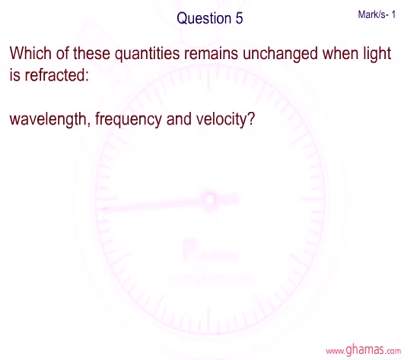 Question 5
Mark/s- 1
Which of these quantities remains unchanged when light
is refracted:
wavelength, frequency and velocity?
www.ghamas.com